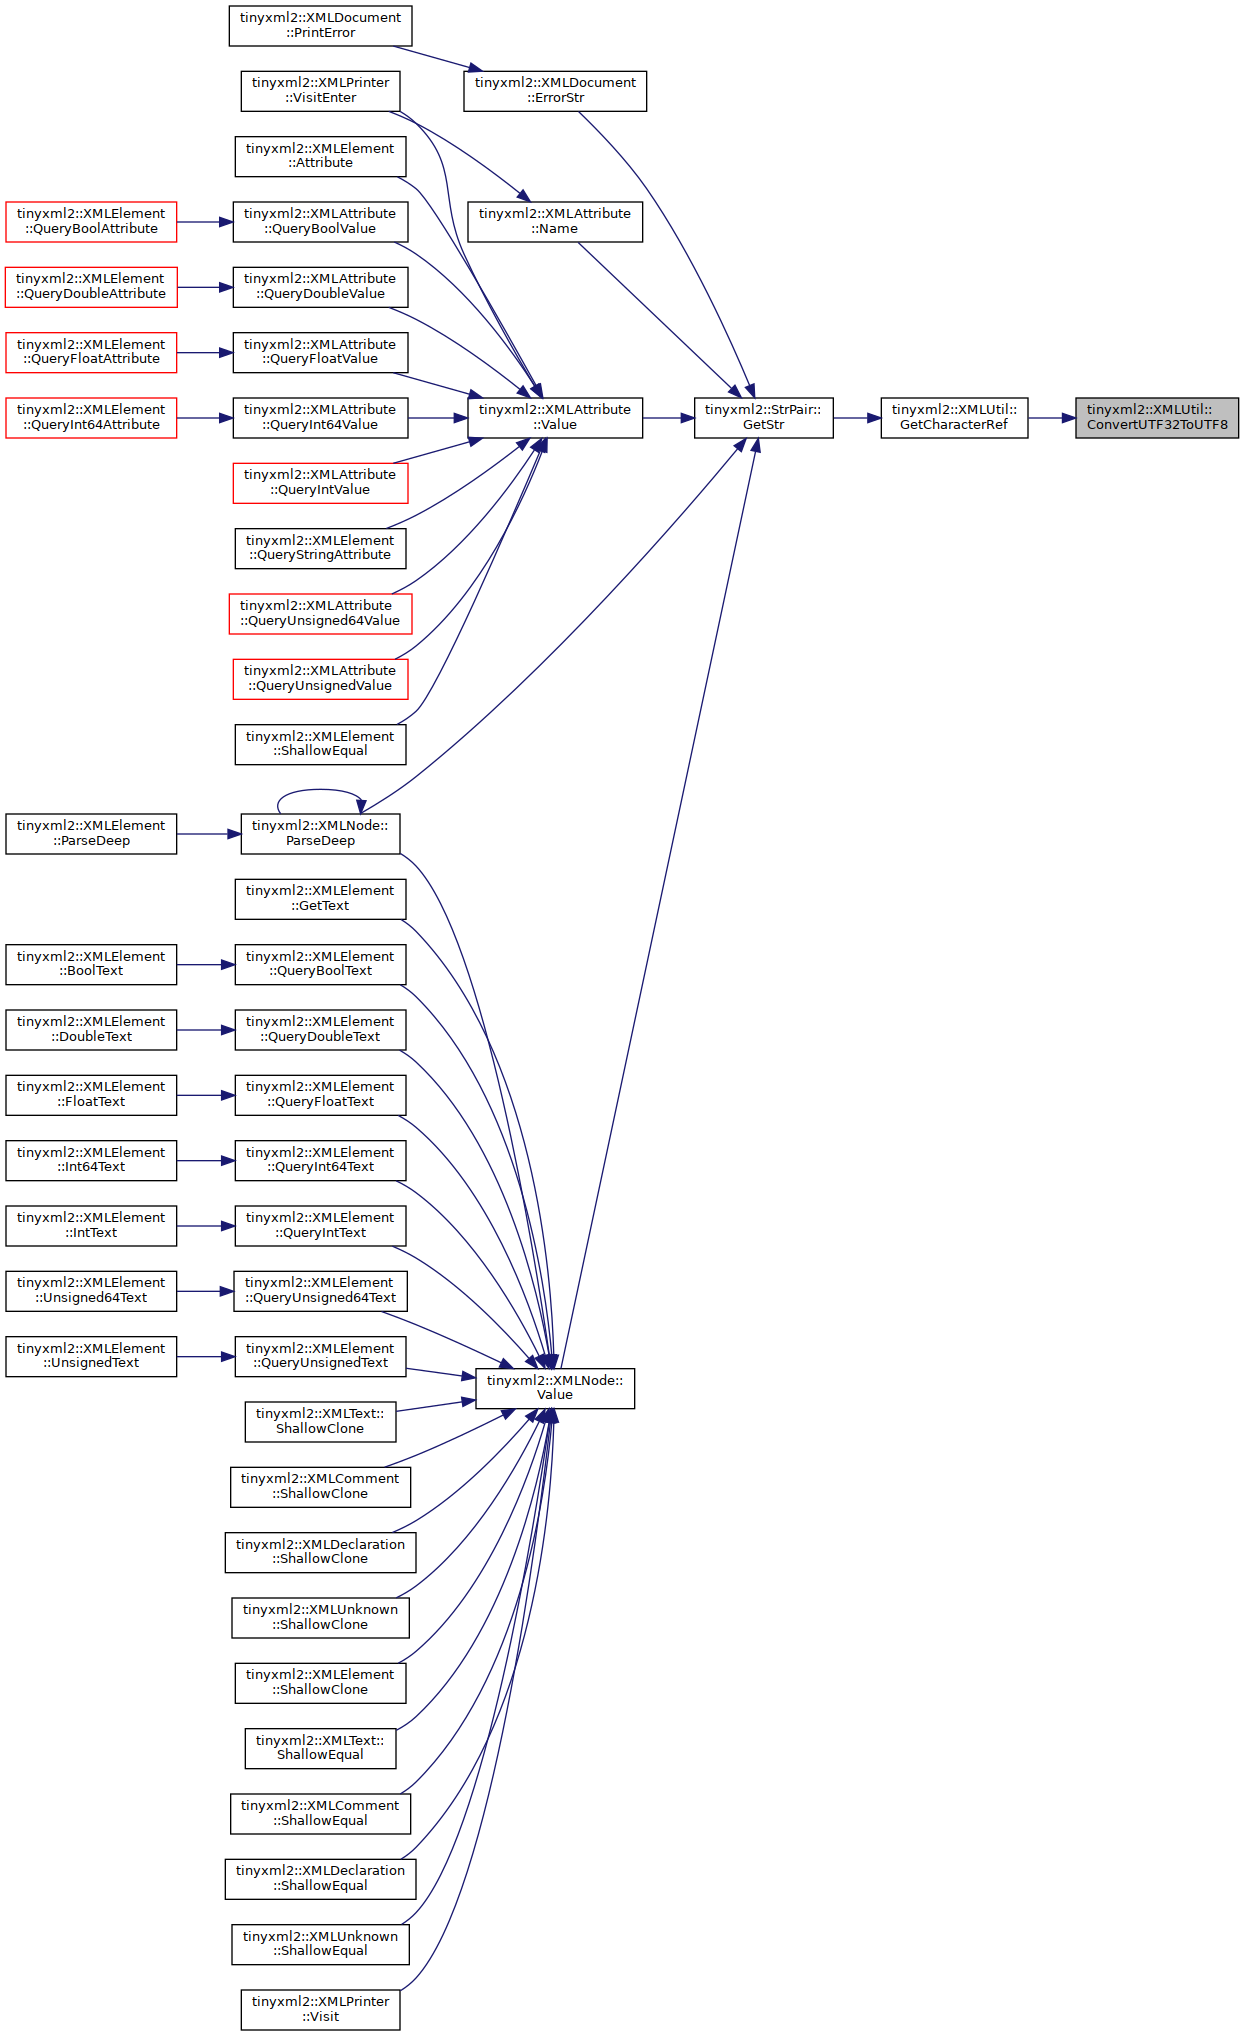 tinyxml2::XMLDocument
::PrintError
tinyxml2::XMLPrinter
::VisitEnter
tinyxml2::XMLDocument
::ErrorStr
tinyxml2::XMLElement
::Attribute
tinyxml2::XMLElement
::QueryBoolAttribute
tinyxml2::XMLAttribute
::QueryBoolValue
tinyxml2::XMLAttribute
::Name
tinyxml2::XMLElement
::QueryDoubleAttribute
tinyxml2::XMLAttribute
::QueryDoubleValue
tinyxml2::XMLElement
::QueryFloatAttribute
tinyxml2::XMLAttribute
::QueryFloatValue
tinyxml2::XMLElement
::QueryInt64Attribute
tinyxml2::XMLAttribute
::QueryInt64Value
tinyxml2::XMLAttribute
::Value
tinyxml2::StrPair::
GetStr
tinyxml2::XMLUtil::
GetCharacterRef
tinyxml2::XMLUtil::
ConvertUTF32ToUTF8
tinyxml2::XMLAttribute
::QueryIntValue
tinyxml2::XMLElement
::QueryStringAttribute
tinyxml2::XMLAttribute
::QueryUnsigned64Value
tinyxml2::XMLAttribute
::QueryUnsignedValue
tinyxml2::XMLElement
::ShallowEqual
tinyxml2::XMLElement
::ParseDeep
tinyxml2::XMLNode::
ParseDeep
tinyxml2::XMLElement
::GetText
tinyxml2::XMLElement
::BoolText
tinyxml2::XMLElement
::QueryBoolText
tinyxml2::XMLElement
::DoubleText
tinyxml2::XMLElement
::QueryDoubleText
tinyxml2::XMLElement
::FloatText
tinyxml2::XMLElement
::QueryFloatText
tinyxml2::XMLElement
::Int64Text
tinyxml2::XMLElement
::QueryInt64Text
tinyxml2::XMLElement
::IntText
tinyxml2::XMLElement
::QueryIntText
tinyxml2::XMLElement
::Unsigned64Text
tinyxml2::XMLElement
::QueryUnsigned64Text
tinyxml2::XMLElement
::UnsignedText
tinyxml2::XMLElement
::QueryUnsignedText
tinyxml2::XMLNode::
Value
tinyxml2::XMLText::
ShallowClone
tinyxml2::XMLComment
::ShallowClone
tinyxml2::XMLDeclaration
::ShallowClone
tinyxml2::XMLUnknown
::ShallowClone
tinyxml2::XMLElement
::ShallowClone
tinyxml2::XMLText::
ShallowEqual
tinyxml2::XMLComment
::ShallowEqual
tinyxml2::XMLDeclaration
::ShallowEqual
tinyxml2::XMLUnknown
::ShallowEqual
tinyxml2::XMLPrinter
::Visit